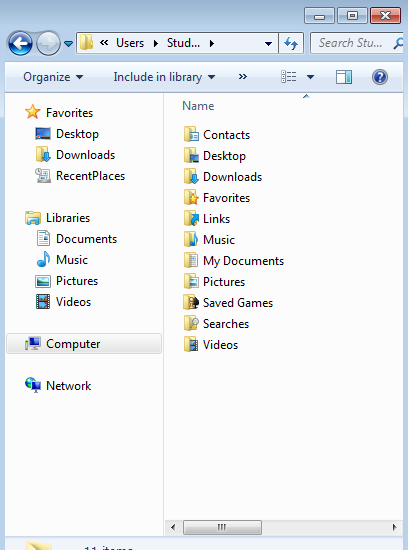 « Users ▸ Stud... ▸ Search Stu...
Organize Include in library »
Favorites
Desktop
Downloads
RecentPlaces
Libraries
Documents
Music
Pictures
Videos
Computer
Network
Name
Contacts
Desktop
Downloads
Favorites
Links
Music
My Documents
Pictures
Saved Games
Searches
Videos
11 items